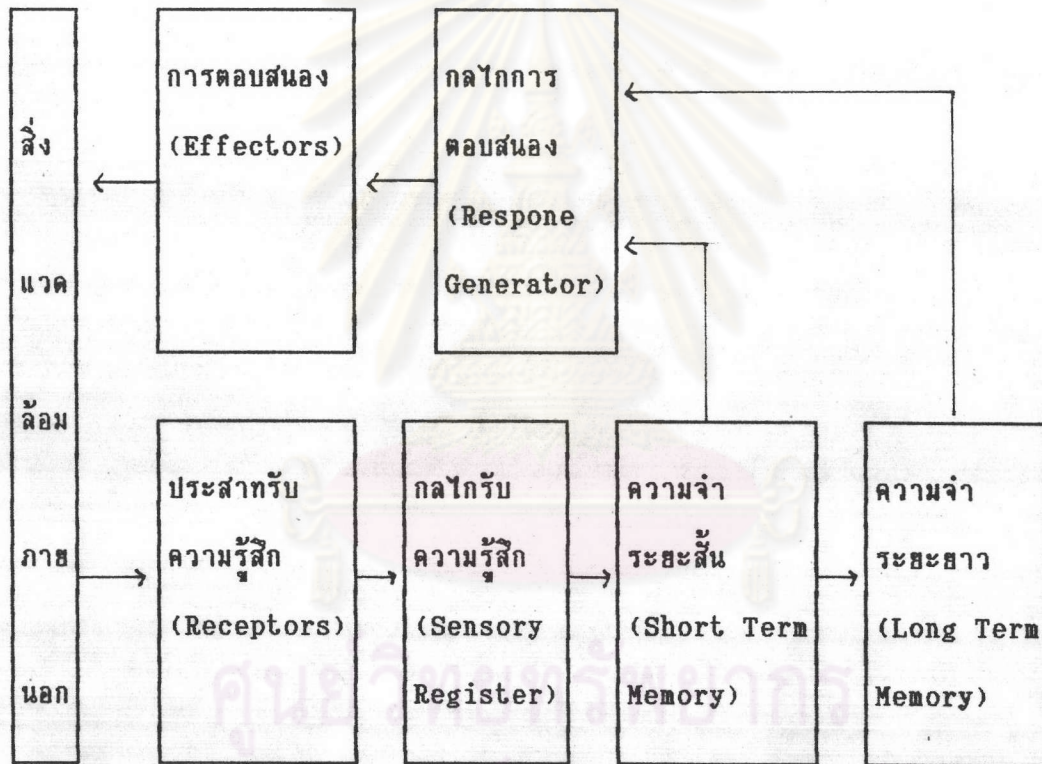 สิ่ง
แวด
ล้อม
ภาย
นอก
การตอบสนอง
(Effectors)
กลไกการ
ตอบสนอง
(Respone
Generator)
ประสาทรับ
ความรู้สึก
(Receptors)
กลไกรับ
ความรู้สึก
(Sensory
Register)
ความจำ
ระยะสั้น
(Short Term
Memory)
ความจำ
ระยะยาว
(Long Term
Memory)
ศูนย์วิทยทรัพยากร